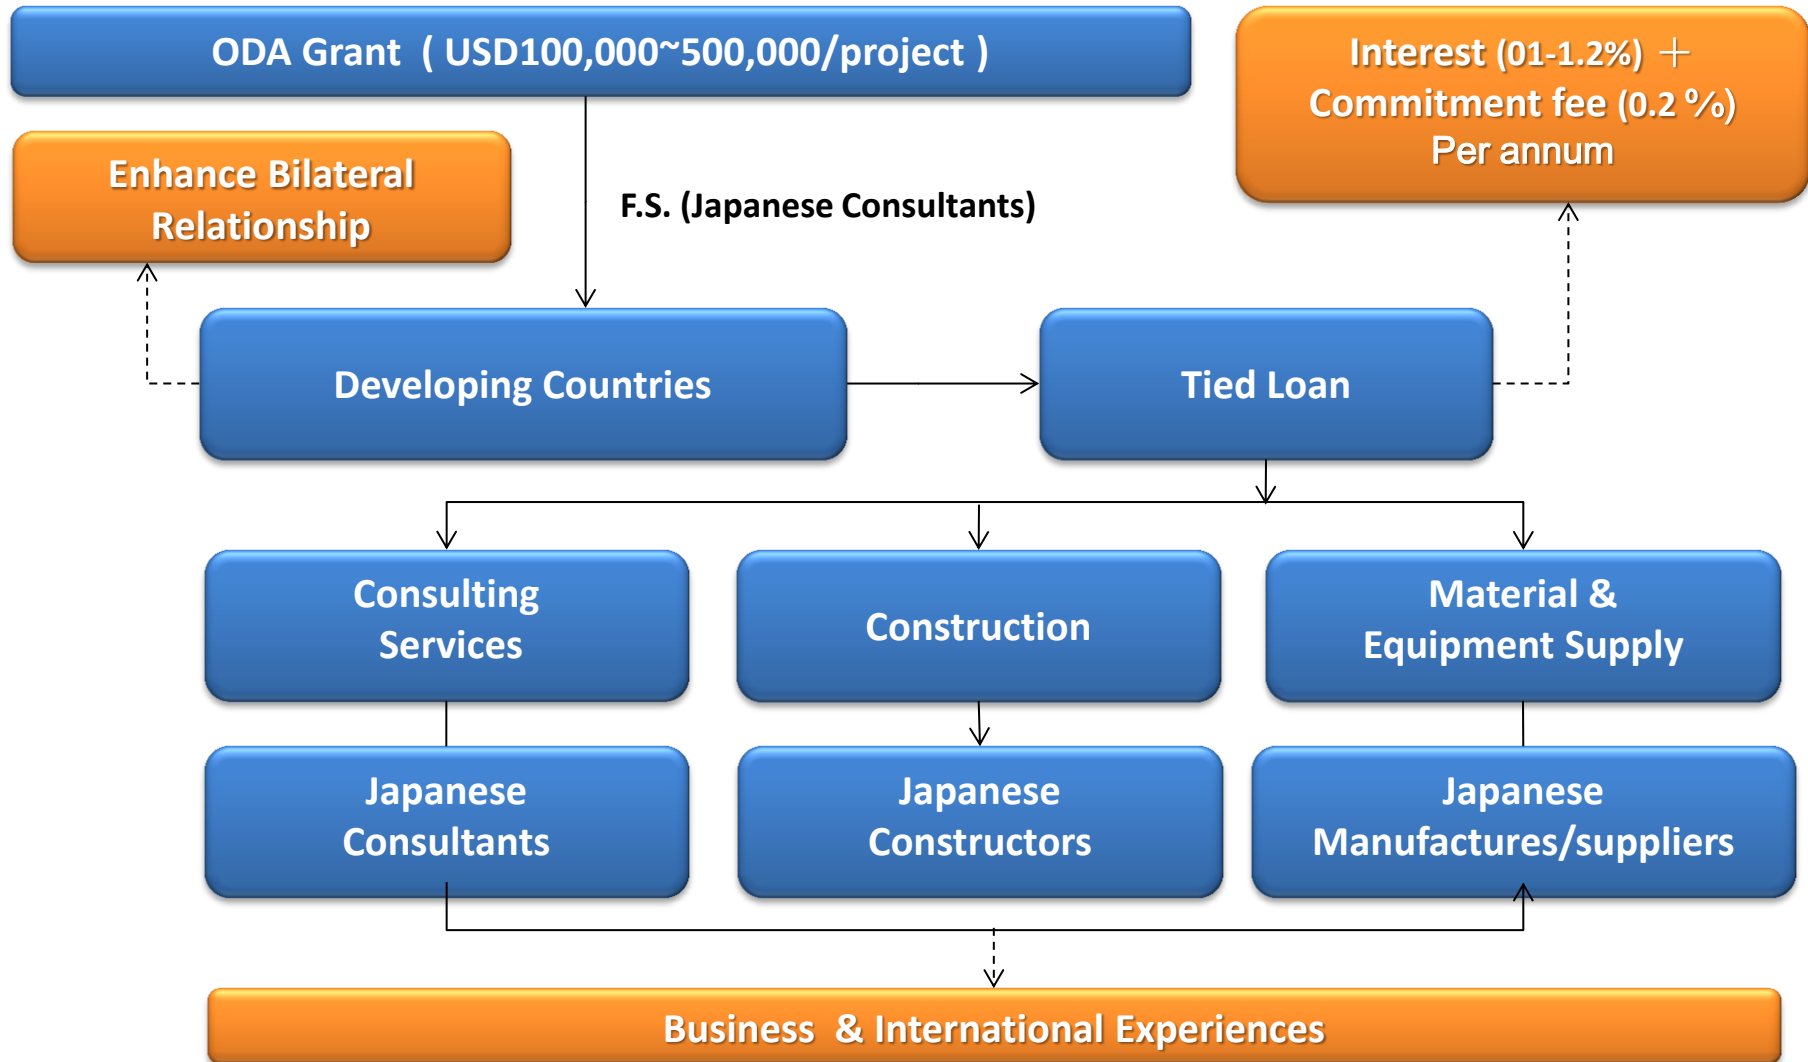 ODA Grant ( USD100,000~500,000/project )
Interest (01-1.2%) +
Commitment fee (0.2 %)
Per annum
Enhance Bilateral
Relationship
F.S. (Japanese Consultants)
Developing Countries
Tied Loan
Consulting
Services
Construction
Material &
Equipment Supply
Japanese
Consultants
Japanese
Constructors
Japanese
Manufactures/suppliers
Business & International Experiences